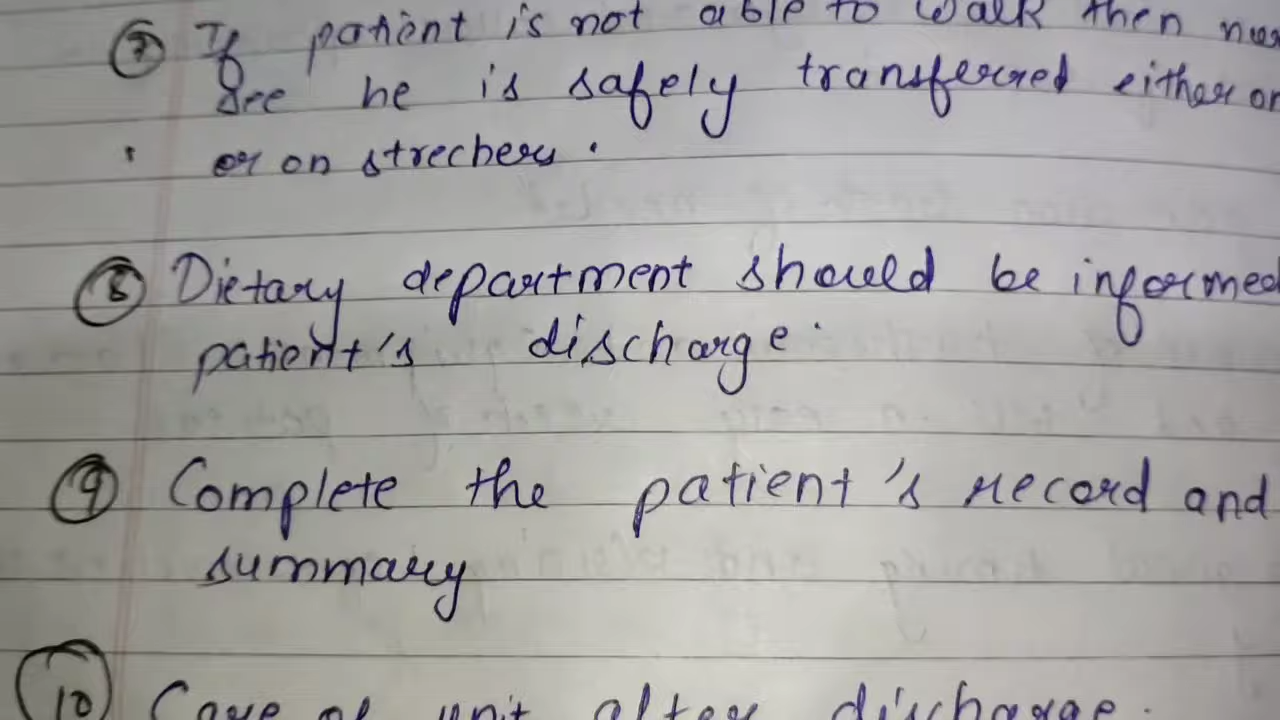 ⑦ If patient is not able to walk then
see he is safely transferred either
or on strechers.
⑧ Dietary department should be informed
patient's discharge.
⑨ Complete the patient's record and
summary
⑩ Care of unit after discharge.